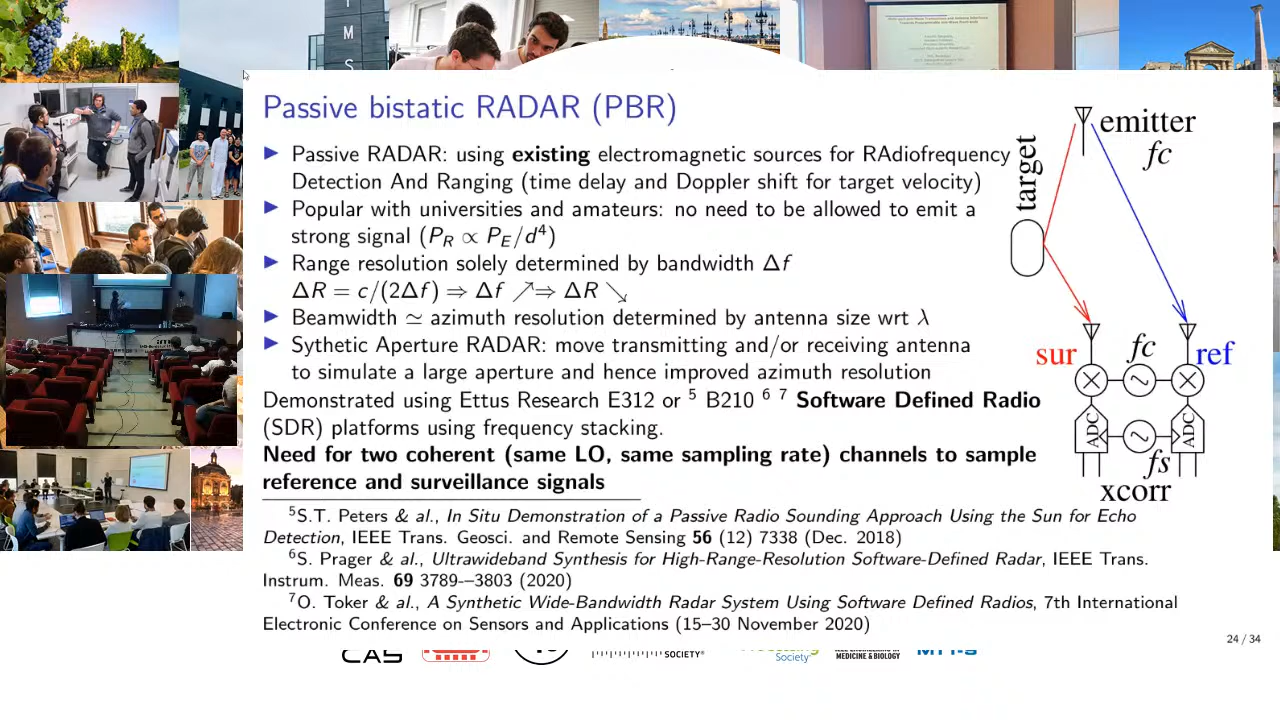 Passive bistatic RADAR (PBR)
▶ Passive RADAR: using existing electromagnetic sources for RAdiofrequency
Detection And Ranging (time delay and Doppler shift for target velocity)
▶ Popular with universities and amateurs: no need to be allowed to emit a
strong signal (P_R ∝ P_E/d⁴)
▶ Range resolution solely determined by bandwidth Δf
ΔR = c/(2Δf) ⇒ Δf ↗⇒ ΔR ↘
▶ Beamwidth ≃ azimuth resolution determined by antenna size wrt λ
▶ Sythetic Aperture RADAR: move transmitting and/or receiving antenna
to simulate a large aperture and hence improved azimuth resolution
Demonstrated using Ettus Research E312 or ⁵ B210 ⁶ ⁷ Software Defined Radio
(SDR) platforms using frequency stacking.
Need for two coherent (same LO, same sampling rate) channels to sample
reference and surveillance signals
⁵S.T. Peters & al., In Situ Demonstration of a Passive Radio Sounding Approach Using the Sun for Echo
Detection, IEEE Trans. Geosci. and Remote Sensing 56 (12) 7338 (Dec. 2018)
⁶S. Prager & al., Ultrawideband Synthesis for High-Range-Resolution Software-Defined Radar, IEEE Trans.
Instrum. Meas. 69 3789-–3803 (2020)
⁷O. Toker & al., A Synthetic Wide-Bandwidth Radar System Using Software Defined Radios, 7th International
Electronic Conference on Sensors and Applications (15–30 November 2020)
emitter
fc
target
sur
fc
ref
ADC
ADC
fs
xcorr
24 / 34
I
M
S
CAS
SOCIETY
Society
MEDICINE & BIOLOGY
MTT-S